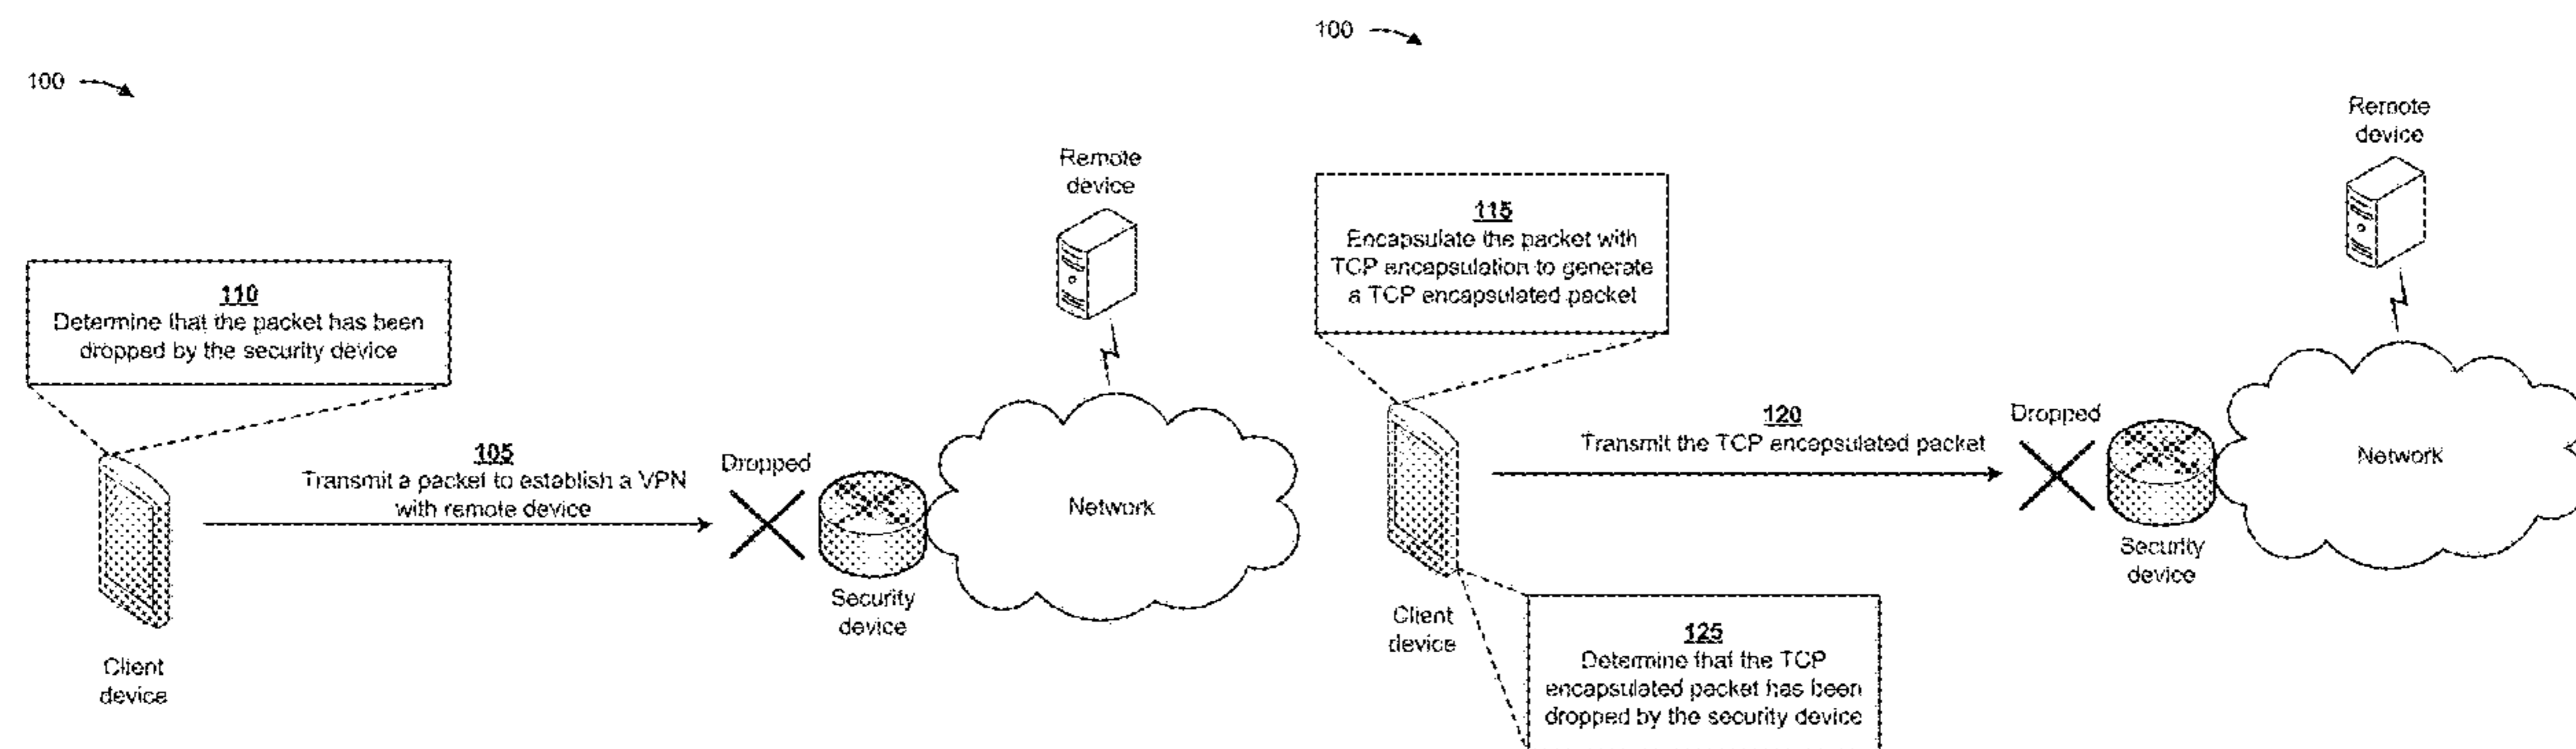 100
Remote
device
110
Determine that the packet has been
dropped by the security device
105
Transmit a packet to establish a VPN
with remote device
Dropped
Network
Security
device
Client
device
100
Remote
device
115
Encapsulate the packet with
TCP encapsulation to generate
a TCP encapsulated packet
120
Transmit the TCP encapsulated packet
Dropped
Network
Security
device
Client
device
125
Determine that the TCP
encapsulated packet has been
dropped by the security device